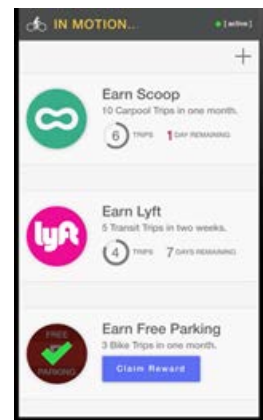 IN MOTION...
[active]
+
Earn Scoop
10 Carpool Trips in one month.
6 TRIPS 1 DAY REMAINING
lyft
Earn Lyft
5 Transit Trips in two weeks.
4 TRIPS 7 DAYS REMAINING
FREE
PARKING
Earn Free Parking
3 Bike Trips in one month.
Claim Reward